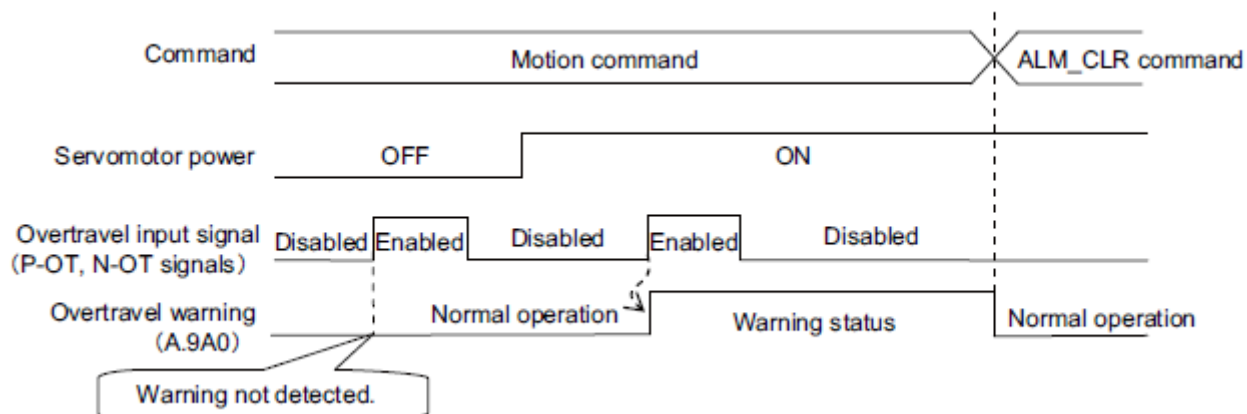 Command
Motion command
ALM_CLR command
Servomotor power
OFF
ON
Overtravel input signal
(P-OT, N-OT signals)
Disabled
Enabled
Disabled
Enabled
Disabled
Overtravel warning
(A.9A0)
Normal operation
Warning status
Normal operation
Warning not detected.